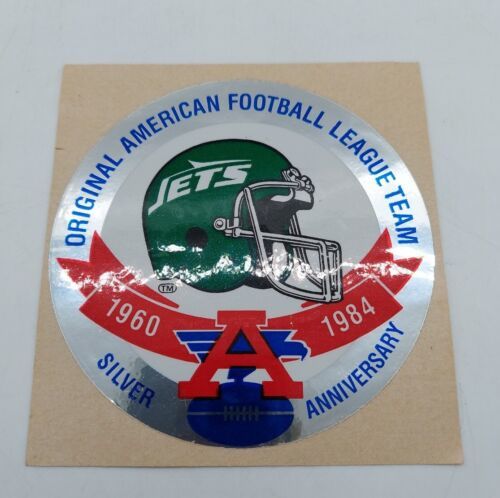 ORIGINAL AMERICAN FOOTBALL LEAGUE TEAM
JETS
TM
1960
1984
A
SILVER ANNIVERSARY